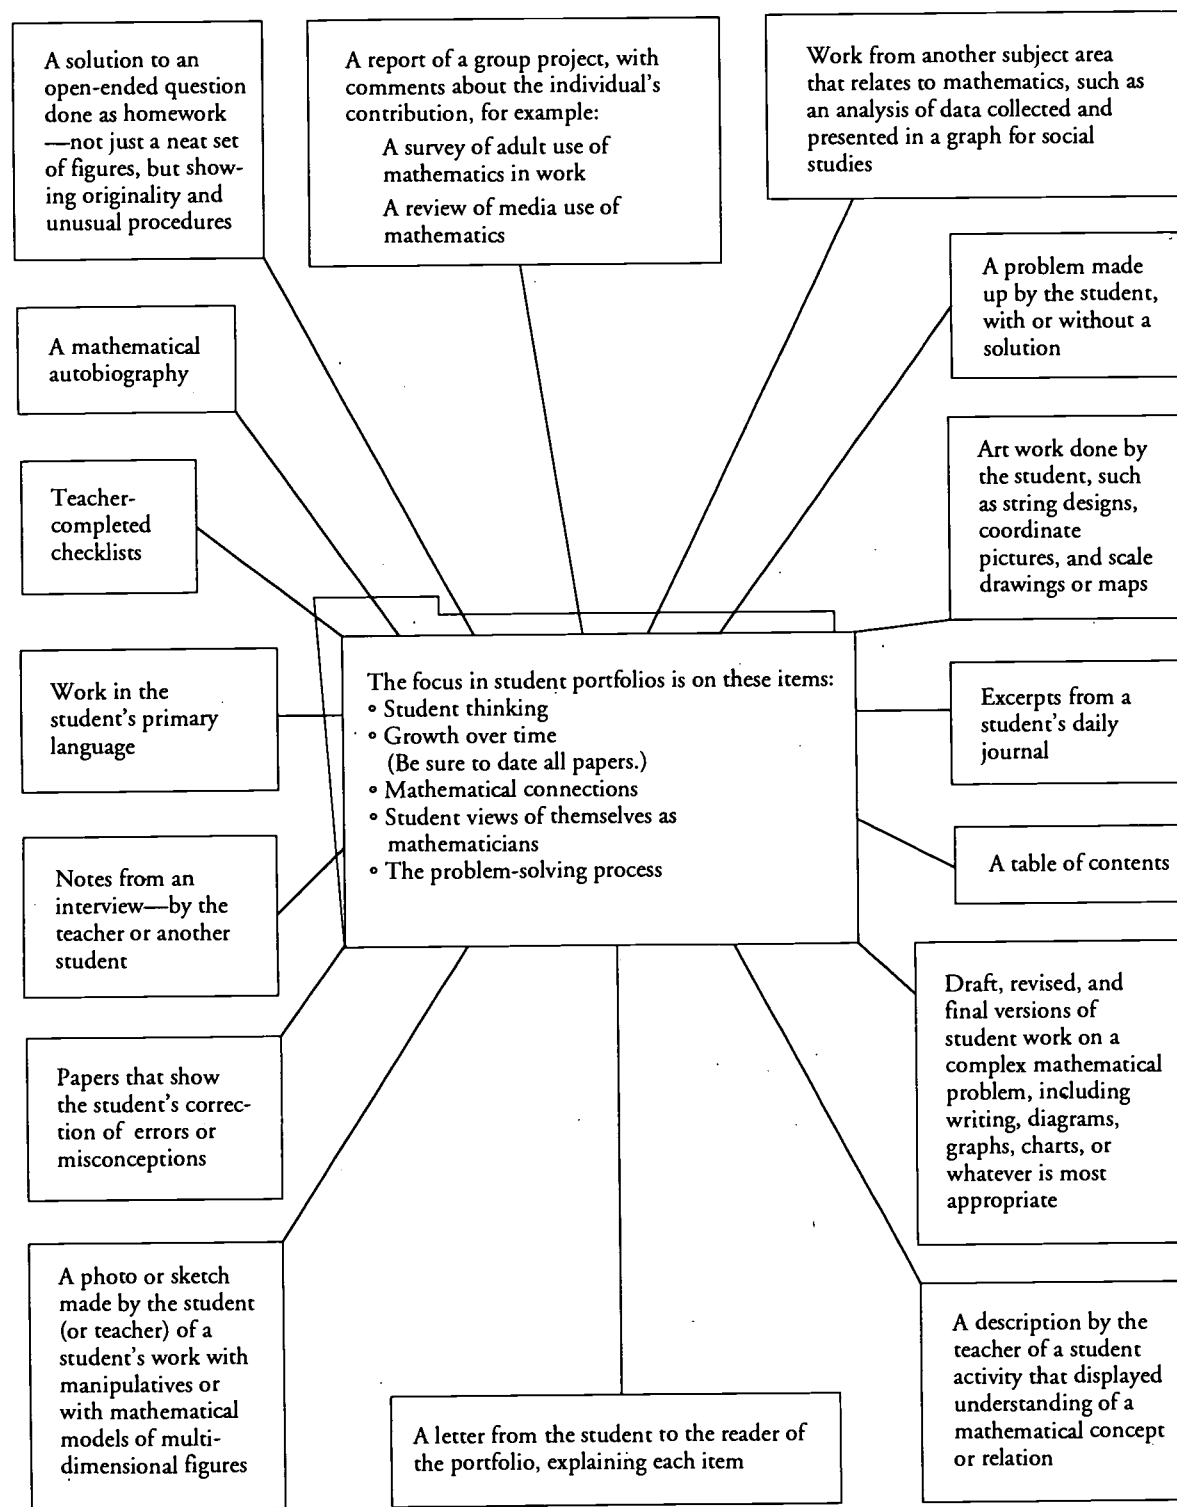 A solution to an
open-ended question
done as homework
—not just a neat set
of figures, but show-
ing originality and
unusual procedures
A report of a group project, with
comments about the individual's
contribution, for example:
A survey of adult use of
mathematics in work
A review of media use of
mathematics
Work from another subject area
that relates to mathematics, such as
an analysis of data collected and
presented in a graph for social
studies
A problem made
up by the student,
with or without a
solution
A mathematical
autobiography
Art work done by
the student, such
as string designs,
coordinate
pictures, and scale
drawings or maps
Teacher-
completed
checklists
Work in the
student's primary
language
The focus in student portfolios is on these items:
° Student thinking
° Growth over time
(Be sure to date all papers.)
° Mathematical connections
° Student views of themselves as
mathematicians
° The problem-solving process
Excerpts from a
student's daily
journal
A table of contents
Notes from an
interview—by the
teacher or another
student
Draft, revised, and
final versions of
student work on a
complex mathematical
problem, including
writing, diagrams,
graphs, charts, or
whatever is most
appropriate
Papers that show
the student's correc-
tion of errors or
misconceptions
A photo or sketch
made by the student
(or teacher) of a
student's work with
manipulatives or
with mathematical
models of multi-
dimensional figures
A letter from the student to the reader of
the portfolio, explaining each item
A description by the
teacher of a student
activity that displayed
understanding of a
mathematical concept
or relation